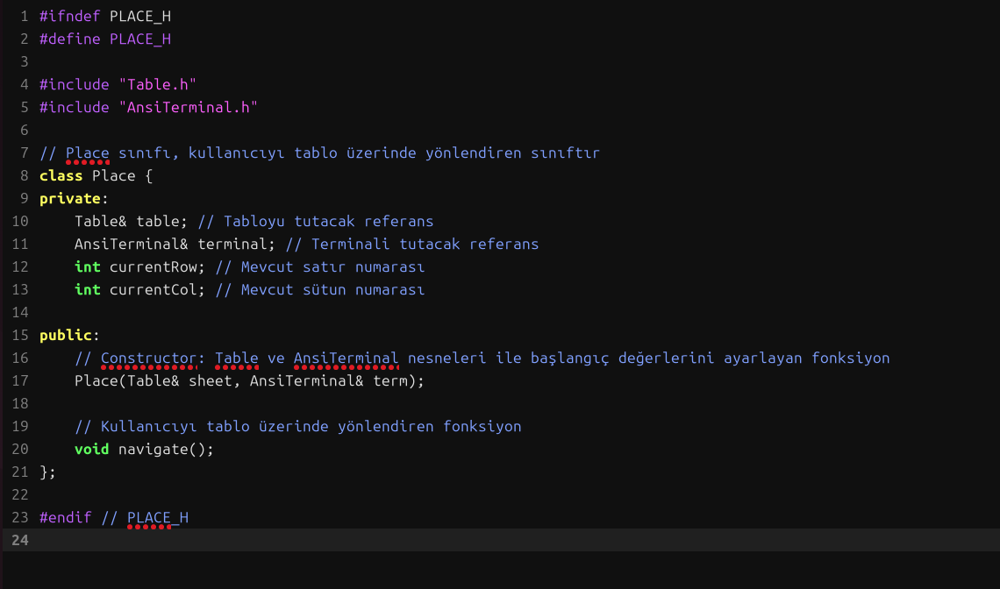 1 #ifndef PLACE_H
2 #define PLACE_H
3
4 #include "Table.h"
5 #include "AnsiTerminal.h"
6
7 // Place sınıfı, kullanıcıyı tablo üzerinde yönlendiren sınıftır
8 class Place {
9 private:
10     Table& table; // Tabloyu tutacak referans
11     AnsiTerminal& terminal; // Terminali tutacak referans
12     int currentRow; // Mevcut satır numarası
13     int currentCol; // Mevcut sütun numarası
14
15 public:
16     // Constructor: Table ve AnsiTerminal nesneleri ile başlangıç değerlerini ayarlayan fonksiyon
17     Place(Table& sheet, AnsiTerminal& term);
18
19     // Kullanıcıyı tablo üzerinde yönlendiren fonksiyon
20     void navigate();
21 };
22
23 #endif // PLACE_H
24